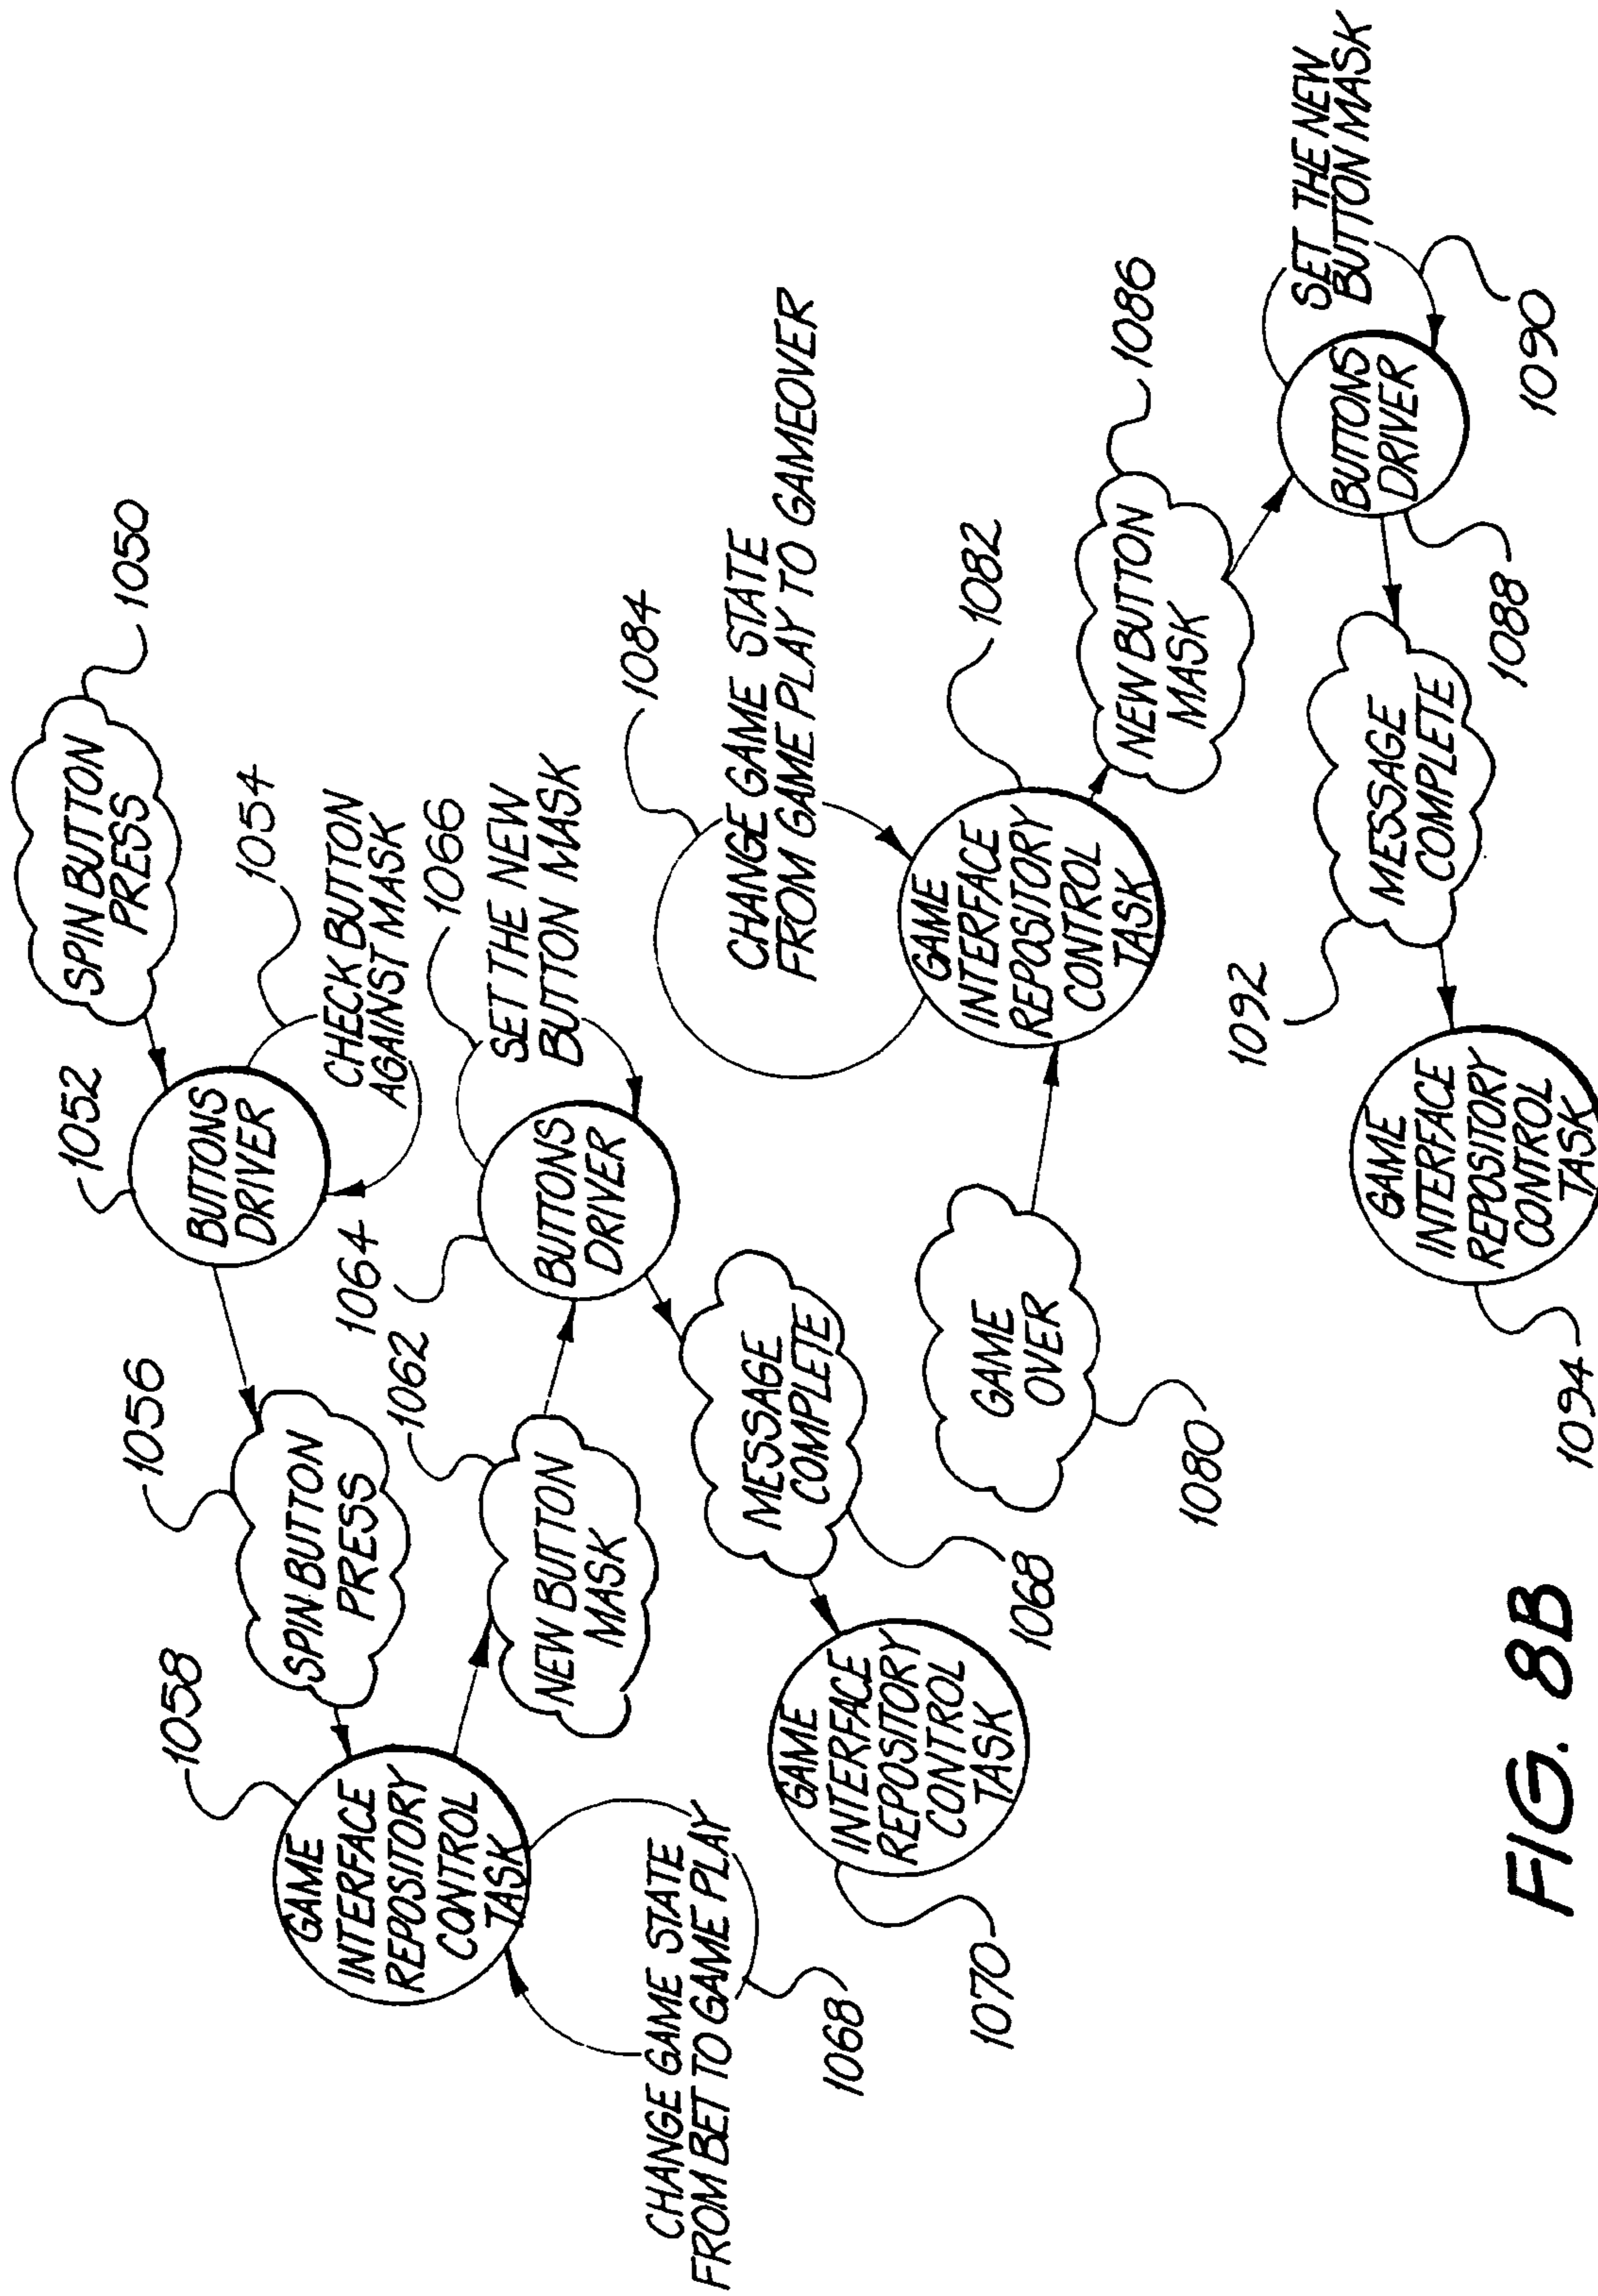 SPIN BUTTON
PRESS
1050
1052
BUTTONS
DRIVER
1054
CHECK BUTTON
AGAINST MASK
1056
SPIN BUTTON
PRESS
1058
GAME
INTERFACE
REPOSITORY
CONTROL
TASK
CHANGE GAME STATE
FROM BET TO GAME PLAY
1068
1062
NEW BUTTON
MASK
1064
BUTTONS
DRIVER
1066
SET THE NEW
BUTTON MASK
MESSAGE
COMPLETE
1068
GAME
INTERFACE
REPOSITORY
CONTROL
TASK
1070
GAME
OVER
1080
GAME
INTERFACE
REPOSITORY
CONTROL
TASK
1082
1084
CHANGE GAME STATE
FROM GAME PLAY TO GAMEOVER
NEW BUTTON
MASK
1086
BUTTONS
DRIVER
1088
SET THE NEW
BUTTON MASK
1090
MESSAGE
COMPLETE
1092
GAME
INTERFACE
REPOSITORY
CONTROL
TASK
1094
FIG. 8B